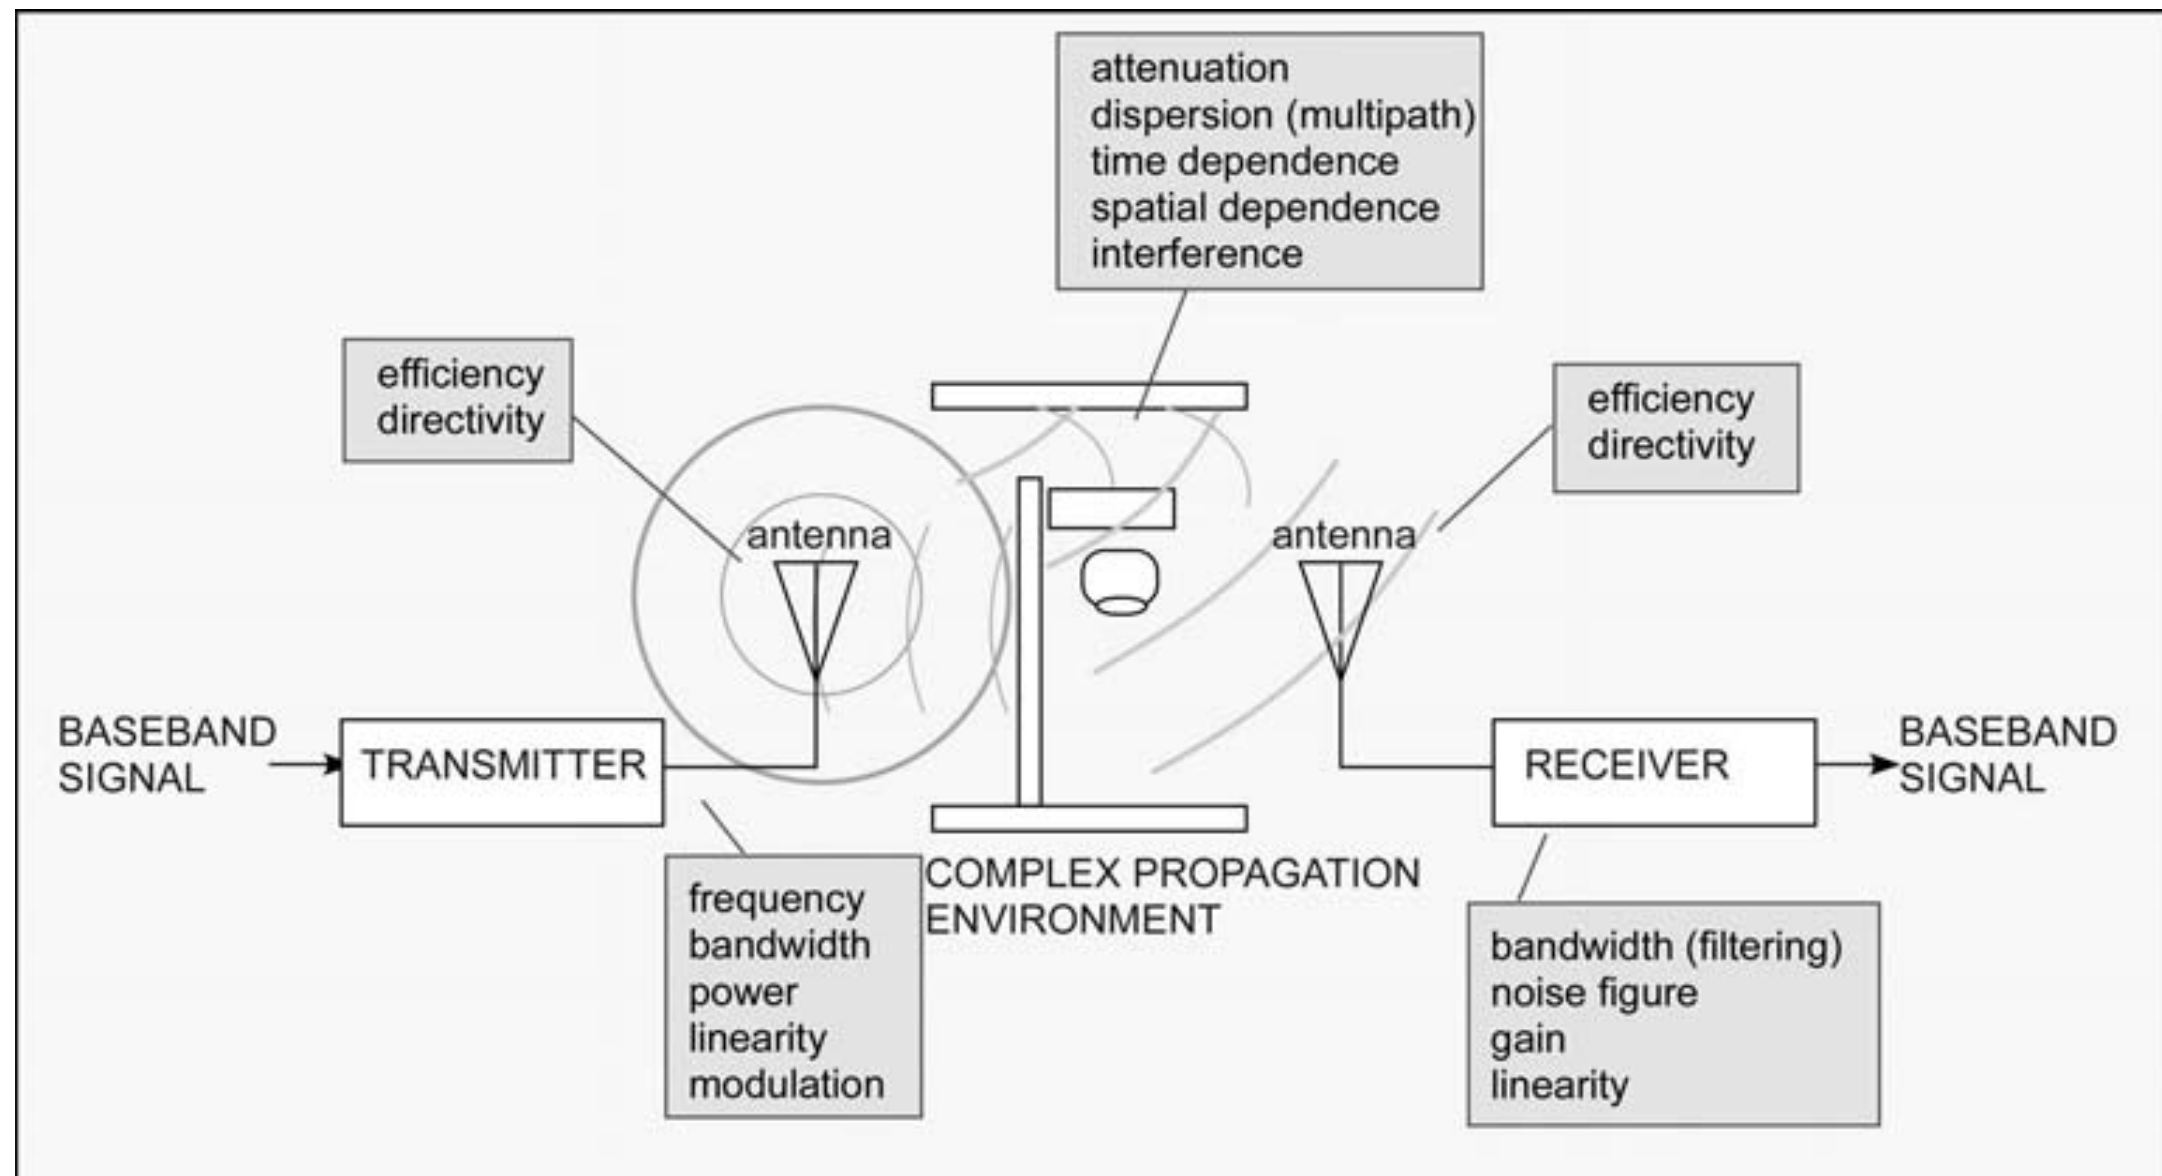 attenuation
dispersion (multipath)
time dependence
spatial dependence
interference
efficiency
directivity
efficiency
directivity
antenna
antenna
BASEBAND
SIGNAL
TRANSMITTER
RECEIVER
BASEBAND
SIGNAL
COMPLEX PROPAGATION
ENVIRONMENT
frequency
bandwidth
power
linearity
modulation
bandwidth (filtering)
noise figure
gain
linearity